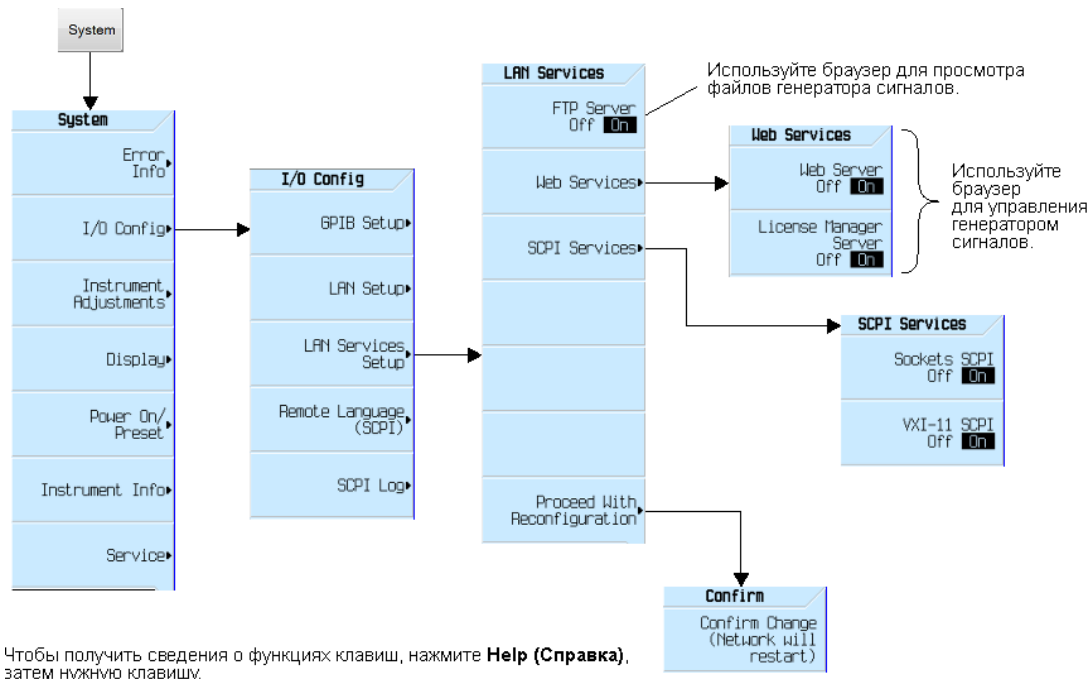 System
System
Error
Info
I/O Config
Instrument
Adjustments
Display
Power On/
Preset
Instrument Info
Service
I/O Config
GPIB Setup
LAN Setup
LAN Services
Setup
Remote Language
(SCPI)
SCPI Log
LAN Services
FTP Server
Off On
Web Services
SCPI Services
Proceed With
Reconfiguration
Используйте браузер для просмотра
файлов генератора сигналов.
Web Services
Web Server
Off On
License Manager
Server
Off On
Используйте
браузер
для управления
генератором
сигналов.
SCPI Services
Sockets SCPI
Off On
VXI-11 SCPI
Off On
Confirm
Confirm Change
(Network will
restart)
Чтобы получить сведения о функциях клавиш, нажмите Help (Справка),
затем нужную клавишу.